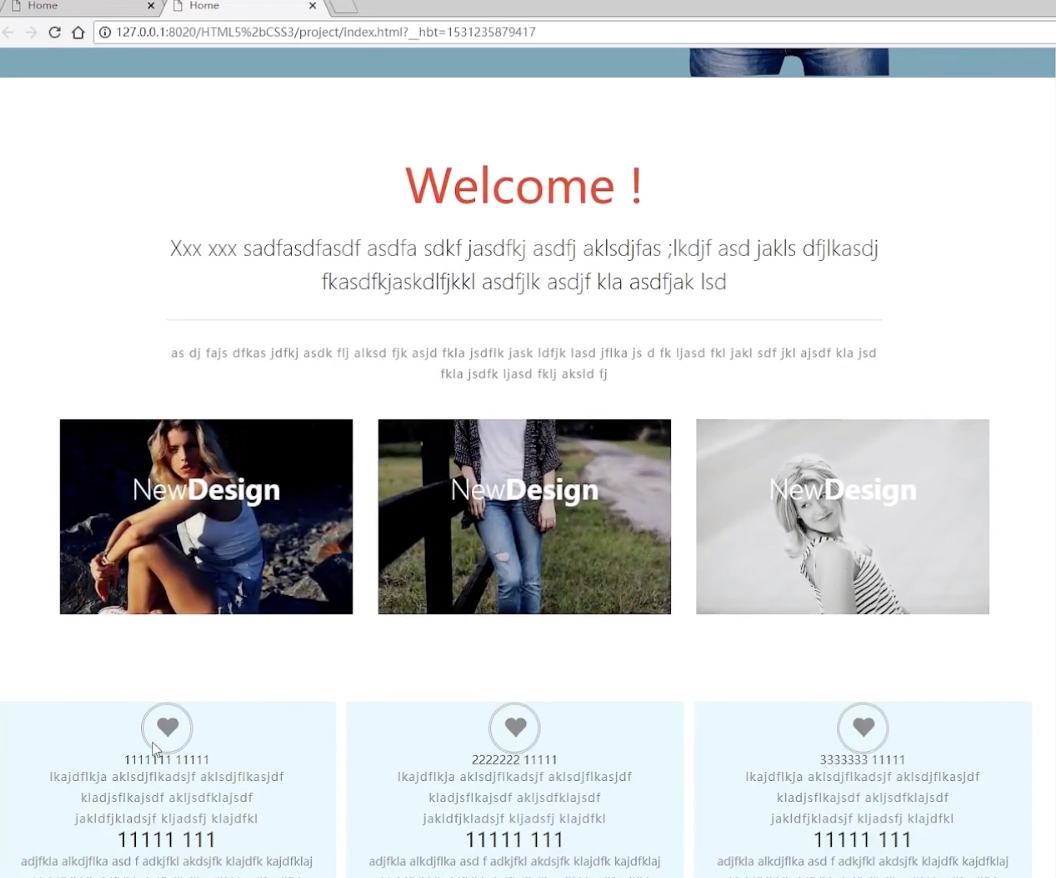 Home
Home
127.0.0.1:8020/HTML5%2bCSS3/project/index.html?__hbt=1531235879417
Welcome !
Xxx xxx sadfasdfasdf asdfa sdkf jasdfkj asdfj aklsdjfas ;lkdjf asd jakls dfjlkasdj
fkasdfkjaskdlfjkkl asdfjlk asdjf kla asdfjak lsd
as dj fajs dfkas jdfkj asdk flj alksd fjk asjd fkla jsdflk jask ldfjk lasd jflka js d fk ljasd fkl jakl sdf jkl ajsdf kla jsd
fkla jsdfk ljasd fklj aksld fj
NewDesign
NewDesign
NewDesign
1111111 11111
lkajdflkja aklsdjflkadsjf aklsdjflkasjdf
kladjsflkajsdf akljsdfklajsdf
jakldfjkladsjf kljadsfj klajdfkl
11111 111
adjfkla alkdjflka asd f adkjfkl akdsjfk klajdfk kajdfklaj
2222222 11111
lkajdflkja aklsdjflkadsjf aklsdjflkasjdf
kladjsflkajsdf akljsdfklajsdf
jakldfjkladsjf kljadsfj klajdfkl
11111 111
adjfkla alkdjflka asd f adkjfkl akdsjfk klajdfk kajdfklaj
3333333 11111
lkajdflkja aklsdjflkadsjf aklsdjflkasjdf
kladjsflkajsdf akljsdfklajsdf
jakldfjkladsjf kljadsfj klajdfkl
11111 111
adjfkla alkdjflka asd f adkjfkl akdsjfk klajdfk kajdfklaj